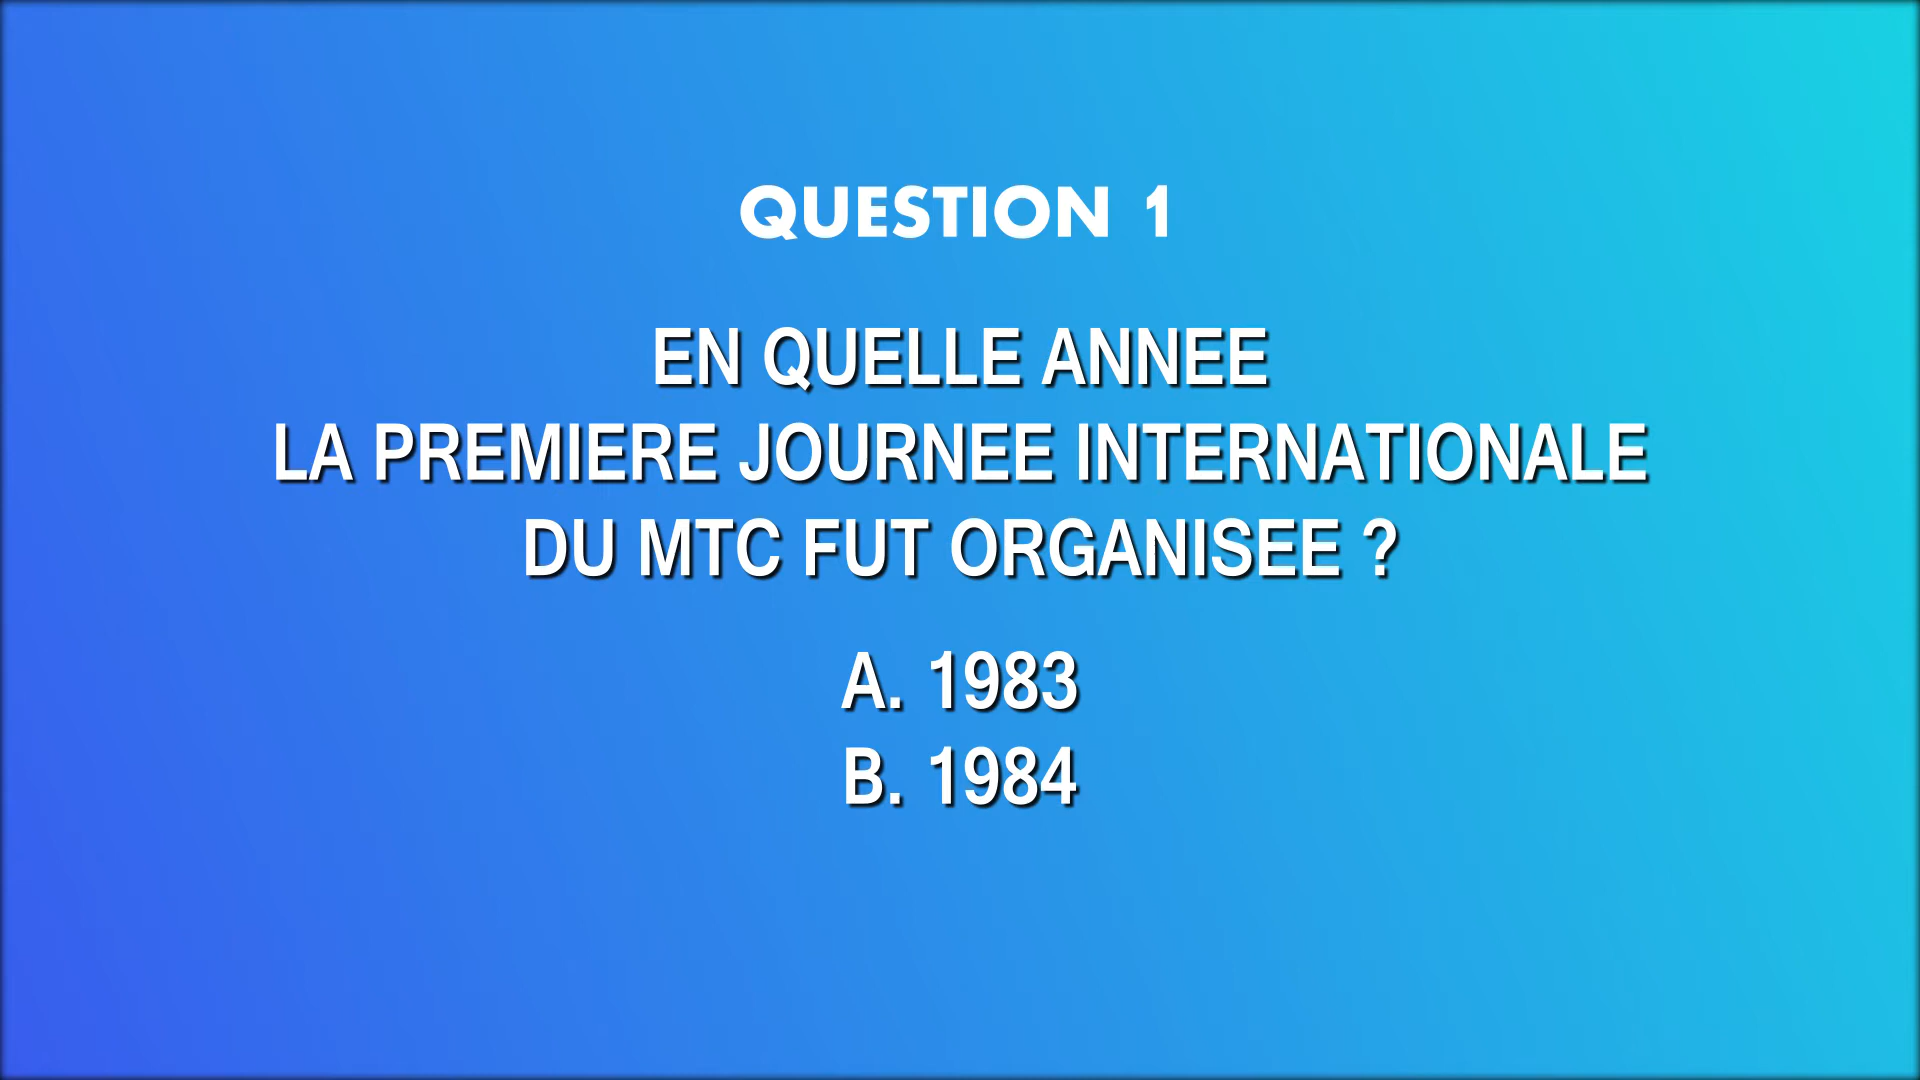 QUESTION 1
EN QUELLE ANNEE
LA PREMIERE JOURNEE INTERNATIONALE
DU MTC FUT ORGANISEE ?
A. 1983
B. 1984